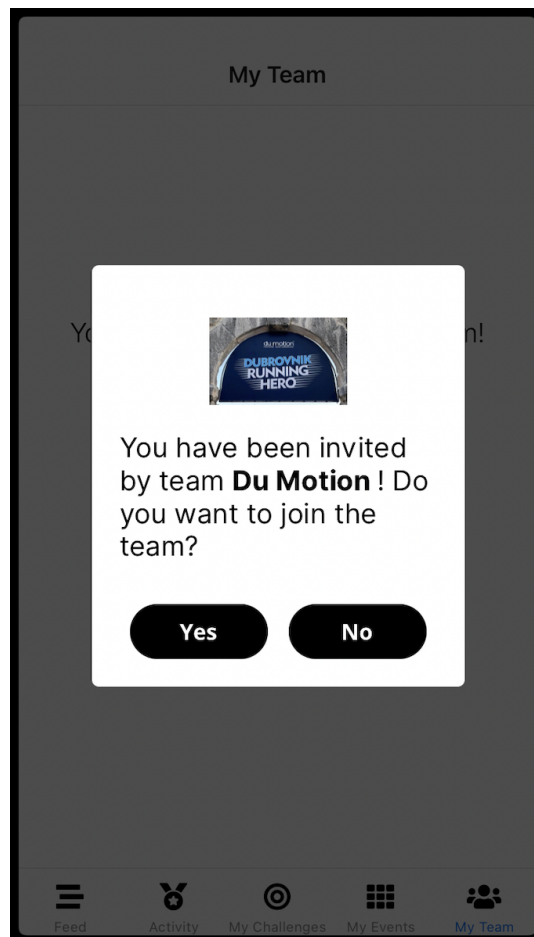 My Team
Yo
m!
du motion
DUBROVNIK
RUNNING
HERO
You have been invited
by team Du Motion ! Do
you want to join the
team?
Yes No
Feed Activity My Challenges My Events My Team